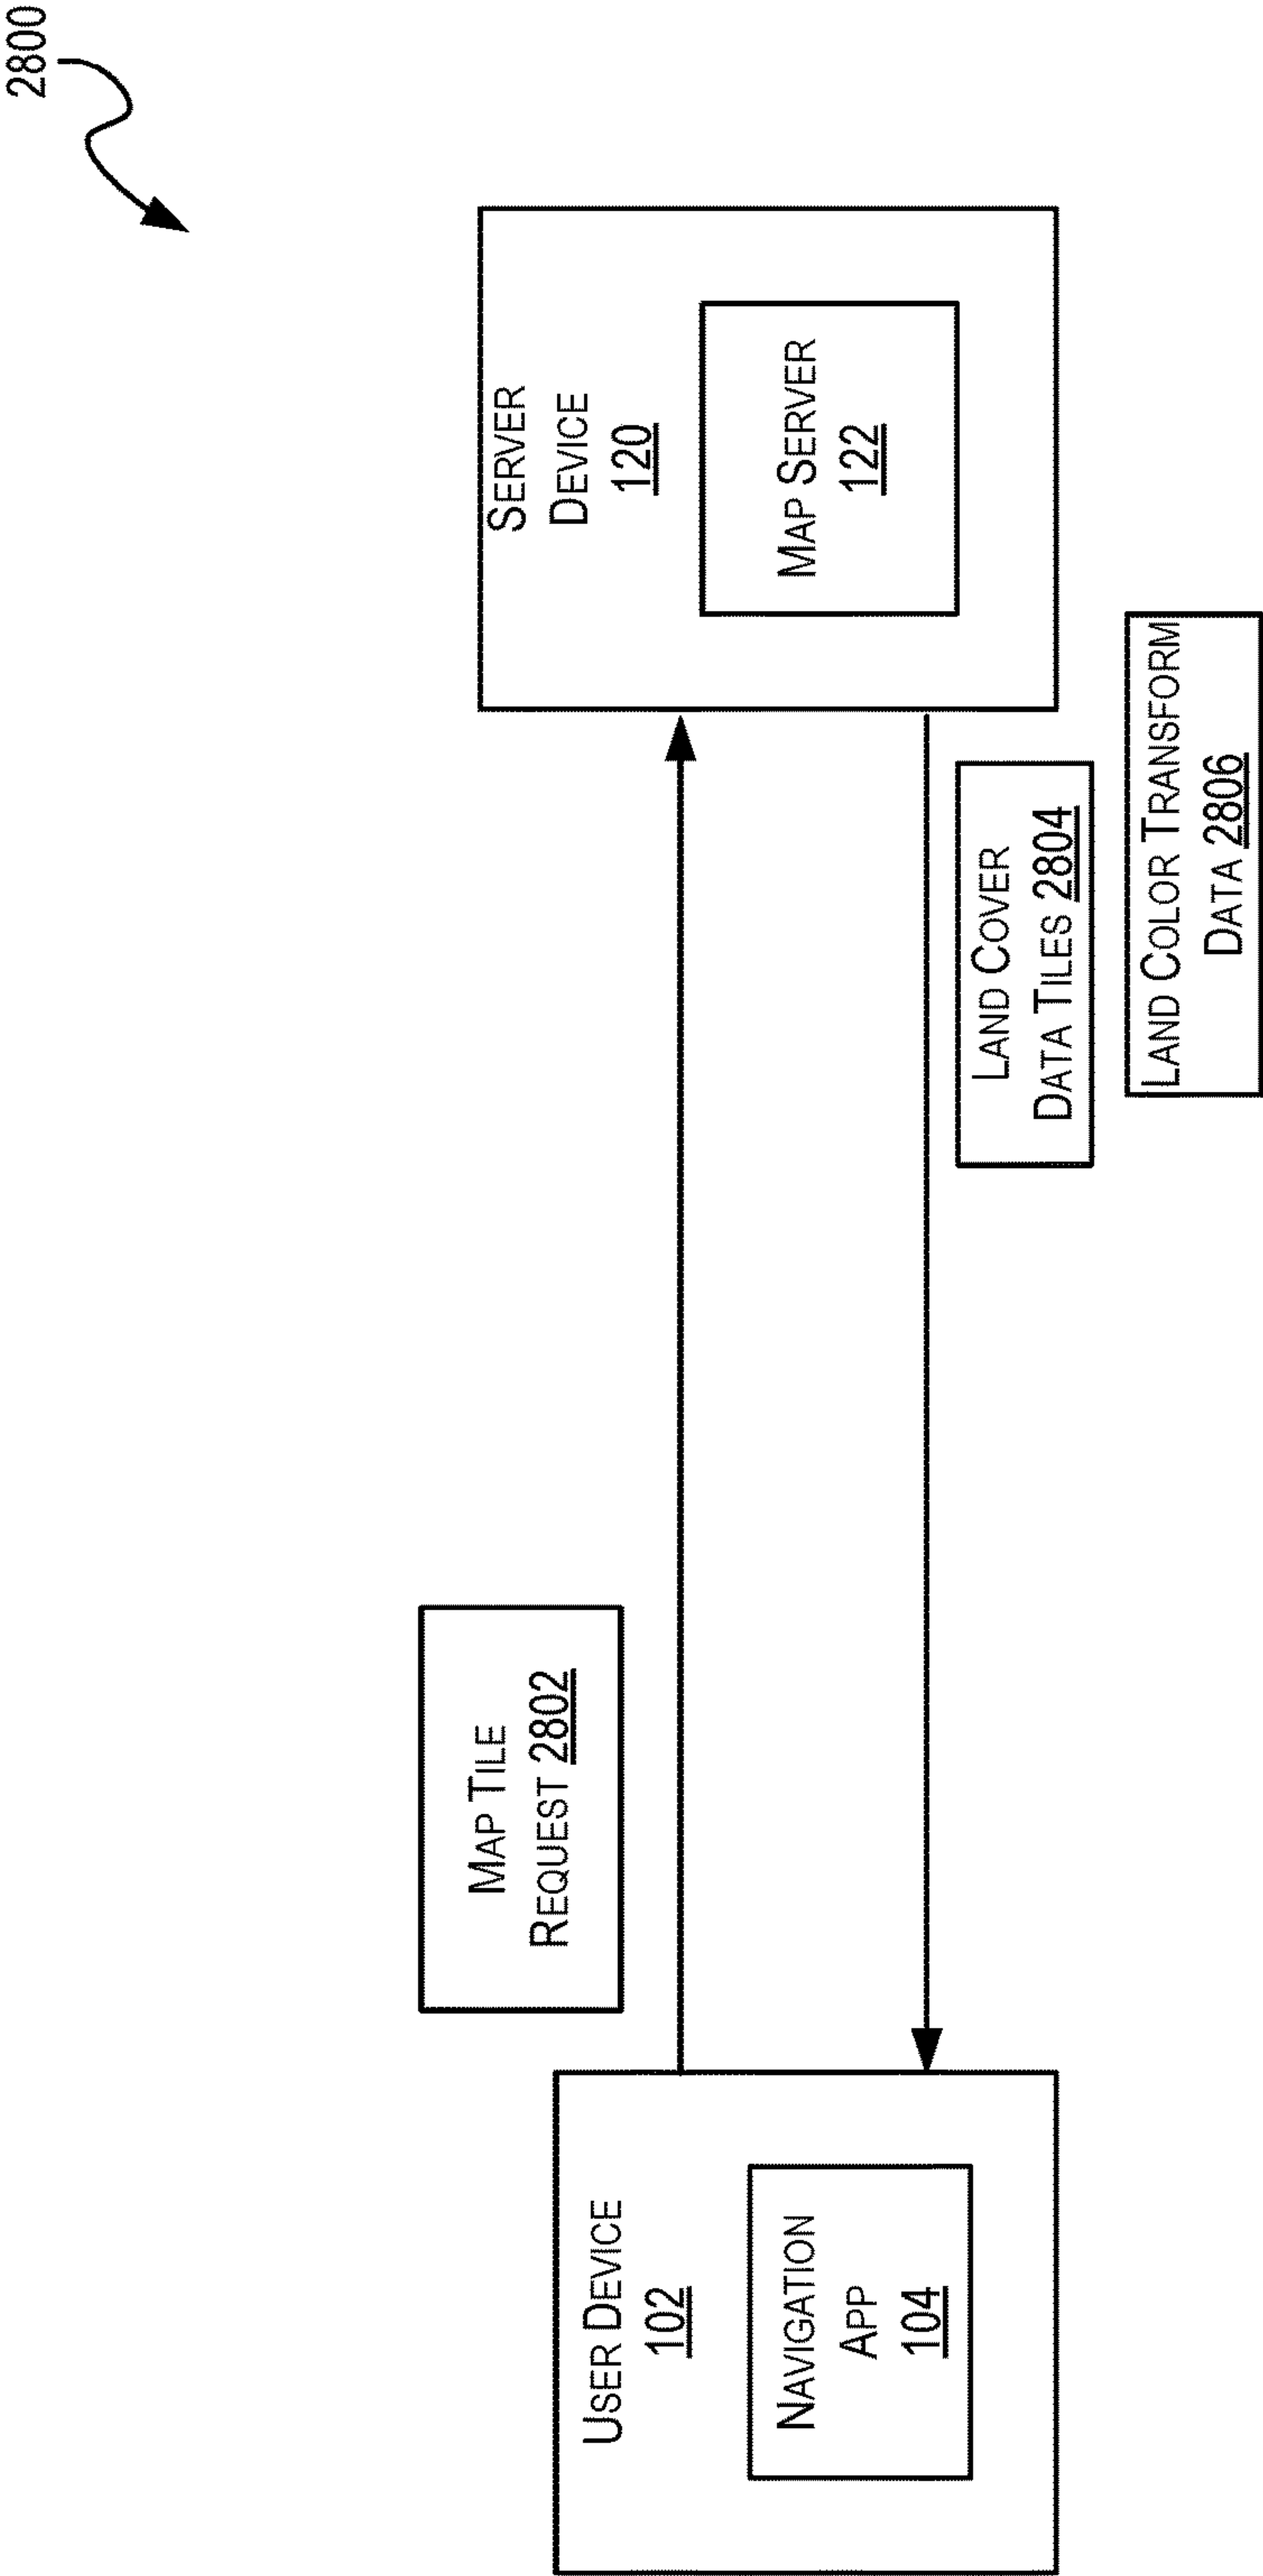 2800
USER DEVICE
102
NAVIGATION
APP
104
MAP TILE
REQUEST 2802
SERVER
DEVICE
120
MAP SERVER
122
LAND COVER
DATA TILES 2804
LAND COLOR TRANSFORM
DATA 2806